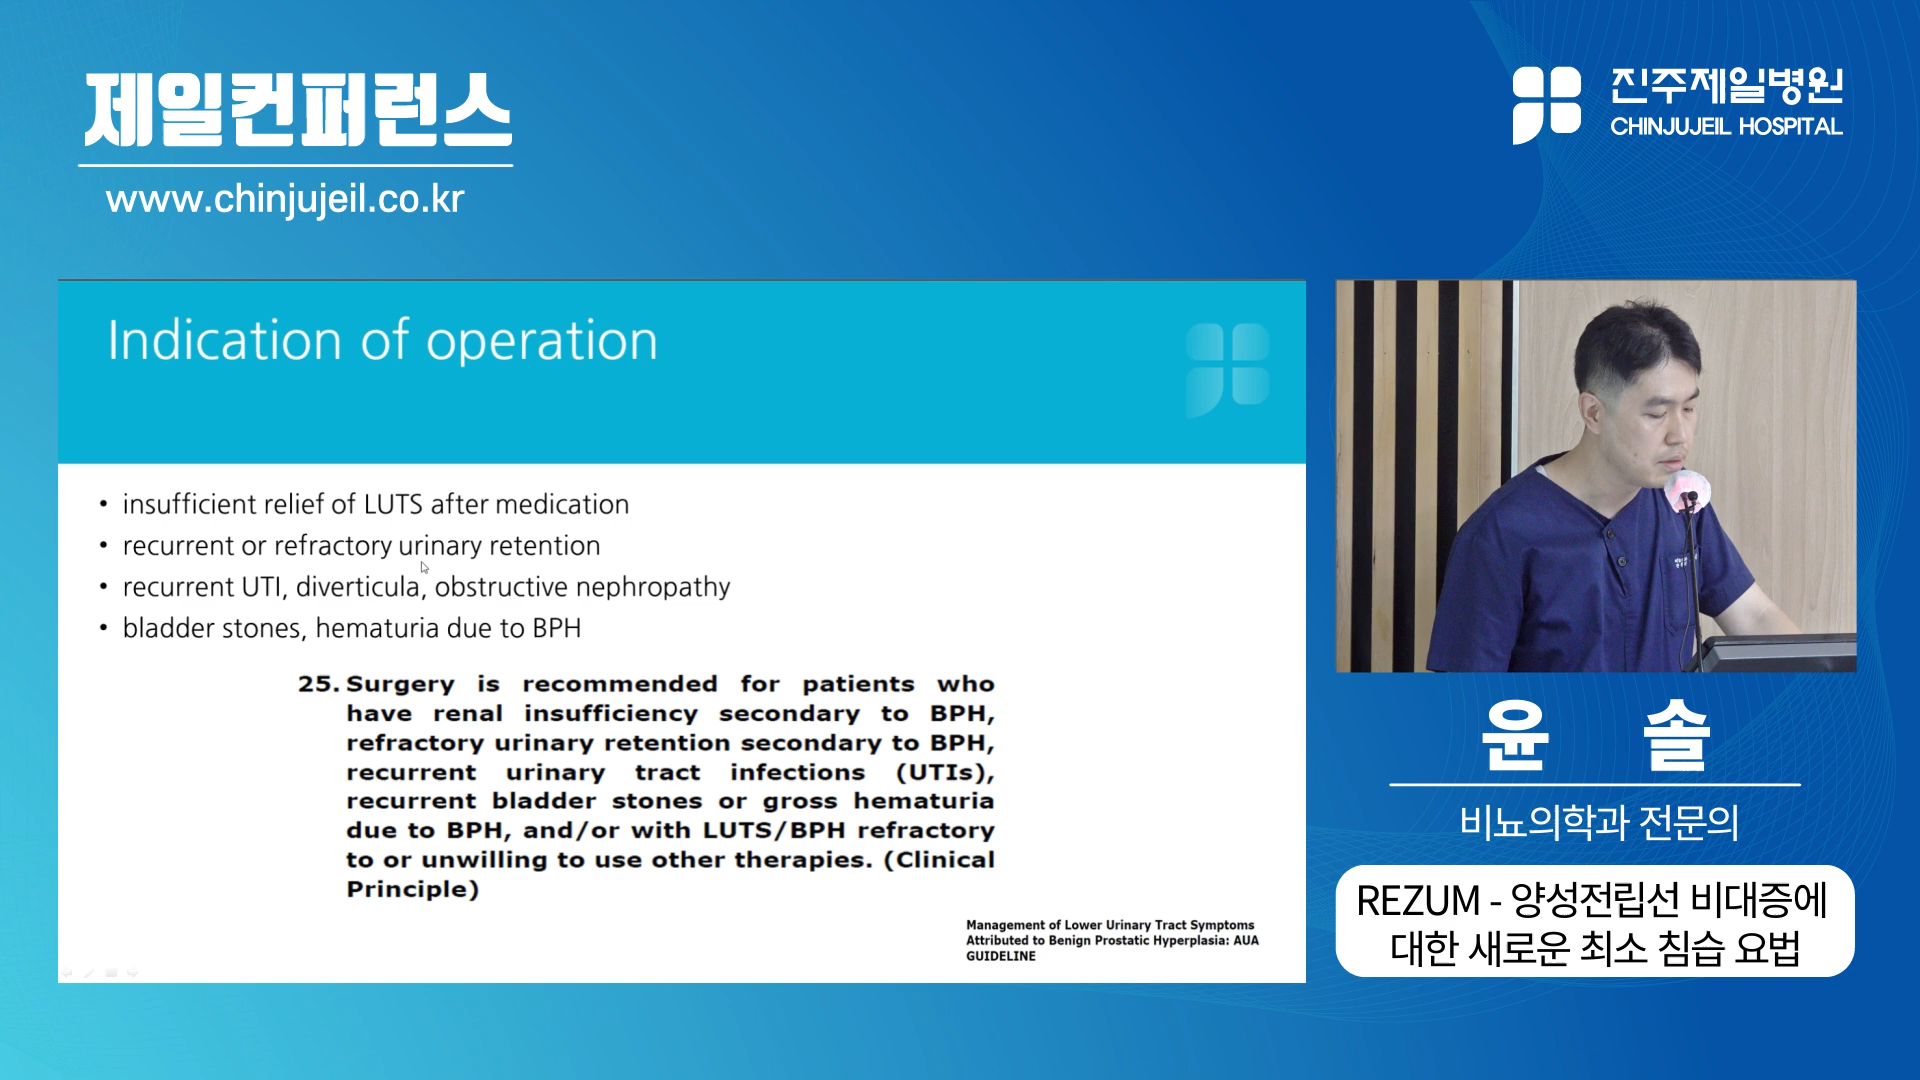 제일컨퍼런스
www.chinjujeil.co.kr
진주제일병원
CHINJUJEIL HOSPITAL
Indication of operation
• insufficient relief of LUTS after medication
• recurrent or refractory urinary retention
• recurrent UTI, diverticula, obstructive nephropathy
• bladder stones, hematuria due to BPH
25. Surgery is recommended for patients who
have renal insufficiency secondary to BPH,
refractory urinary retention secondary to BPH,
recurrent urinary tract infections (UTIs),
recurrent bladder stones or gross hematuria
due to BPH, and/or with LUTS/BPH refractory
to or unwilling to use other therapies. (Clinical
Principle)
Management of Lower Urinary Tract Symptoms
Attributed to Benign Prostatic Hyperplasia: AUA
GUIDELINE
윤 솔
비뇨의학과 전문의
REZUM - 양성전립선 비대증에
대한 새로운 최소 침습 요법